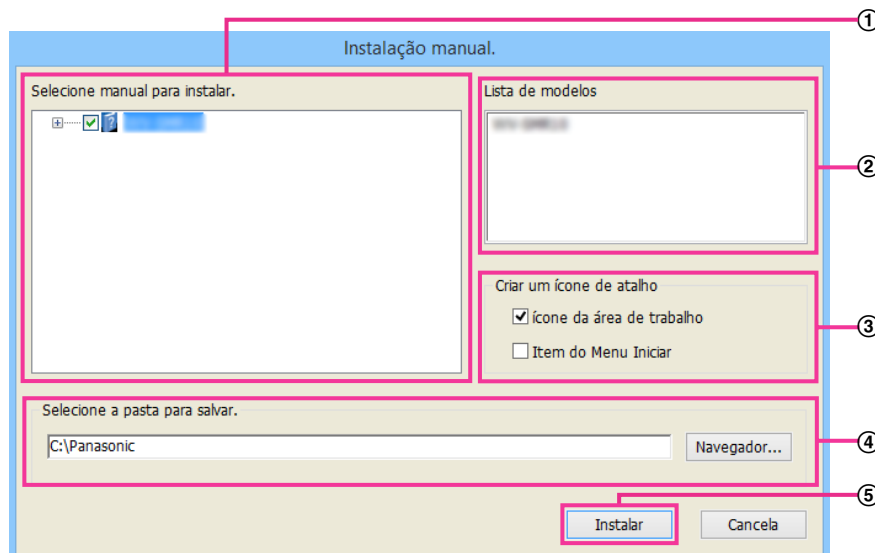 ①
Instalação manual.
Selecione manual para instalar.
Lista de modelos
②
Criar um ícone de atalho
ícone da área de trabalho
Item do Menu Iniciar
③
Selecione a pasta para salvar.
C:\Panasonic
Navegador...
④
⑤
Instalar
Cancela